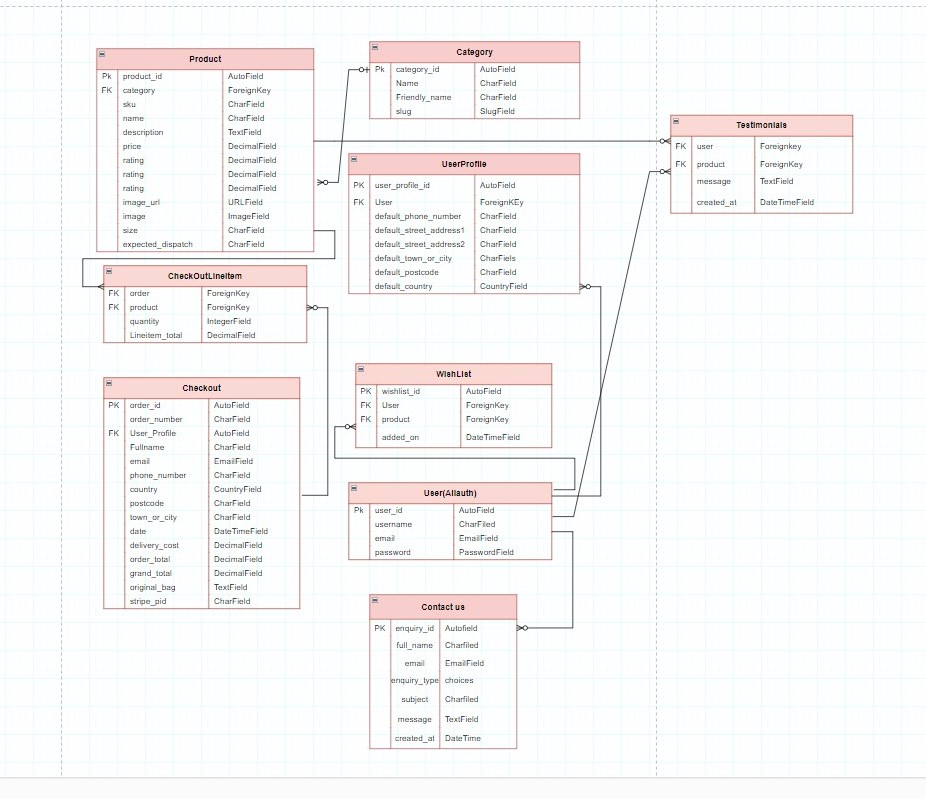 Product
Pk product_id AutoField
FK category ForeignKey
sku CharField
name CharField
description TextField
price DecimalField
rating DecimalField
rating DecimalField
rating DecimalField
image_url URLField
image ImageField
size CharField
expected_dispatch CharField
Category
Pk category_id AutoField
Name CharField
Friendly_name CharField
slug SlugField
Testimonials
FK user Foreignkey
FK product ForeignKey
message TextField
created_at DateTimeField
UserProfile
PK user_profile_id AutoField
FK User ForeignKEy
default_phone_number CharField
default_street_address1 CharField
default_street_address2 CharField
default_town_or_city CharFiels
default_postcode CharField
default_country CountryField
CheckOutLineItem
FK order ForeignKey
FK product ForeignKey
quantity IntegerField
Lineitem_total DecimalField
Checkout
PK order_id AutoField
order_number CharField
FK User_Profile AutoField
Fullname CharField
email EmailField
phone_number CharField
country CountryField
postcode CharField
town_or_city CharField
date DateTimeField
delivery_cost DecimalField
order_total DecimalField
grand_total DecimalField
original_bag TextField
stripe_pid CharField
WishList
PK wishlist_id AutoField
FK User ForeignKey
FK product ForeignKey
added_on DateTimeField
User(Allauth)
Pk user_id AutoField
username CharFiled
email EmailField
password PasswordField
Contact us
PK enquiry_id Autofield
full_name Charfiled
email EmailField
enquiry_type choices
subject Charfiled
message TextField
created_at DateTime